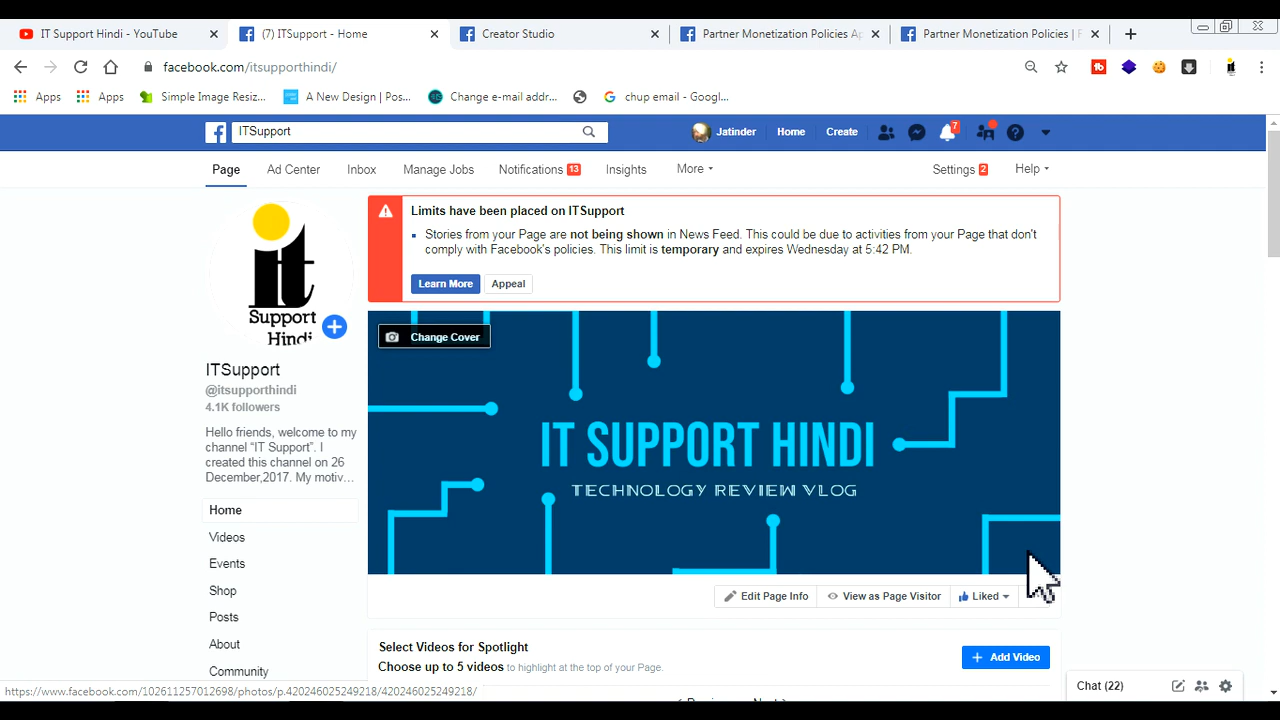 IT Support Hindi - YouTube
(7) ITSupport - Home
Creator Studio
Partner Monetization Policies Ap
Partner Monetization Policies | F
facebook.com/itsupporthindi/
Apps
Apps
Simple Image Resiz...
A New Design | Pos...
Change e-mail addr...
chup email - Googl...
ITSupport
Jatinder
Home
Create
7
Page
Ad Center
Inbox
Manage Jobs
Notifications 13
Insights
More
Settings 2
Help
it
Support
Hindi
Limits have been placed on ITSupport
Stories from your Page are not being shown in News Feed. This could be due to activities from your Page that don't
comply with Facebook's policies. This limit is temporary and expires Wednesday at 5:42 PM.
Learn More
Appeal
Change Cover
IT SUPPORT HINDI
TECHNOLOGY REVIEW VLOG
ITSupport
@itsupporthindi
4.1K followers
Hello friends, welcome to my
channel “IT Support”. I
created this channel on 26
December,2017. My motiv...
Home
Videos
Events
Shop
Posts
About
Community
Edit Page Info
View as Page Visitor
Liked
Select Videos for Spotlight
Choose up to 5 videos to highlight at the top of your Page.
Add Video
Chat (22)
https://www.facebook.com/102611257012698/photos/p.420246025249218/420246025249218/